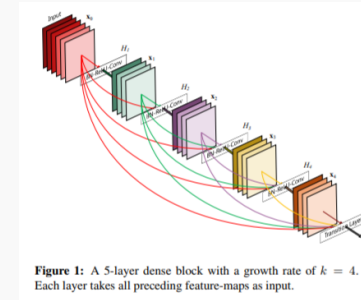 Input
x₀
H₁
BN-ReLU-Conv
x₁
H₂
BN-ReLU-Conv
x₂
H₃
BN-ReLU-Conv
x₃
H₄
BN-ReLU-Conv
x₄
Transition Layer
Figure 1: A 5-layer dense block with a growth rate of k = 4.
Each layer takes all preceding feature-maps as input.